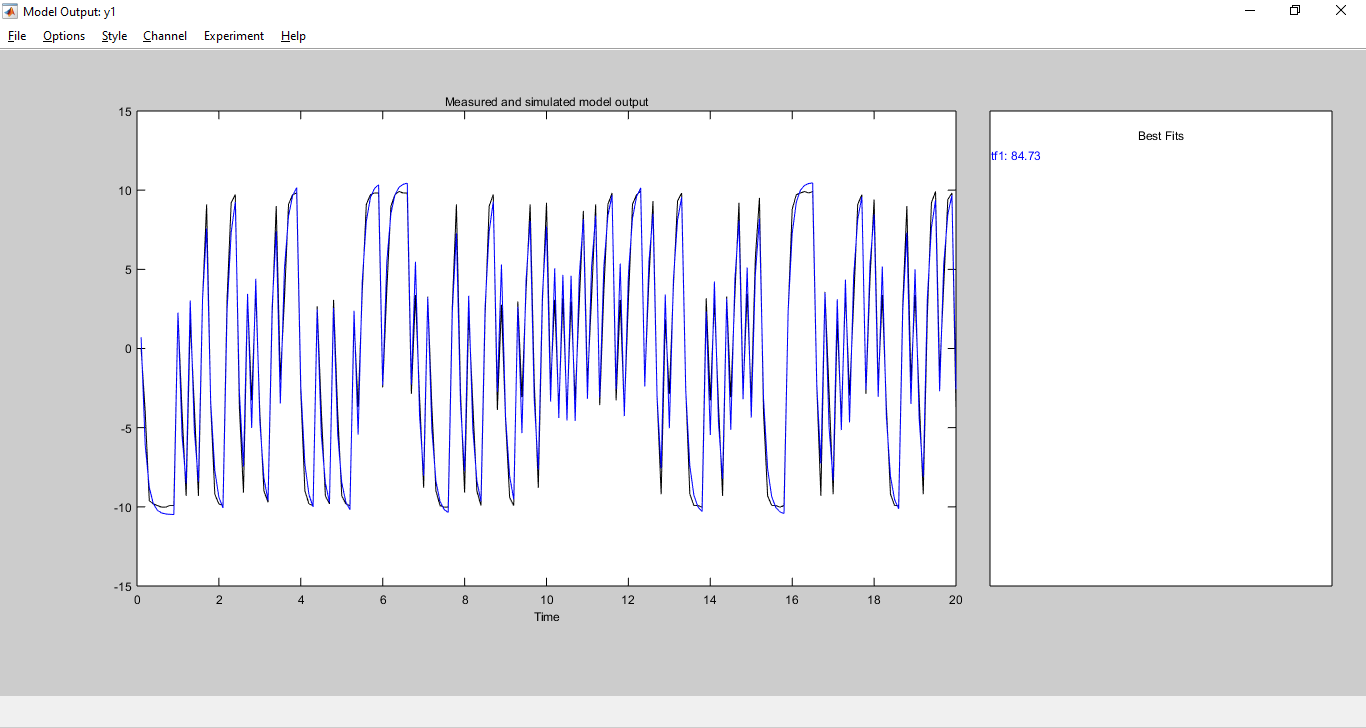 Model Output: y1
File Options Style Channel Experiment Help
Measured and simulated model output
15
10
5
0
-5
-10
-15
0 2 4 6 8 10 12 14 16 18 20
Time
Best Fits
tf1: 84.73